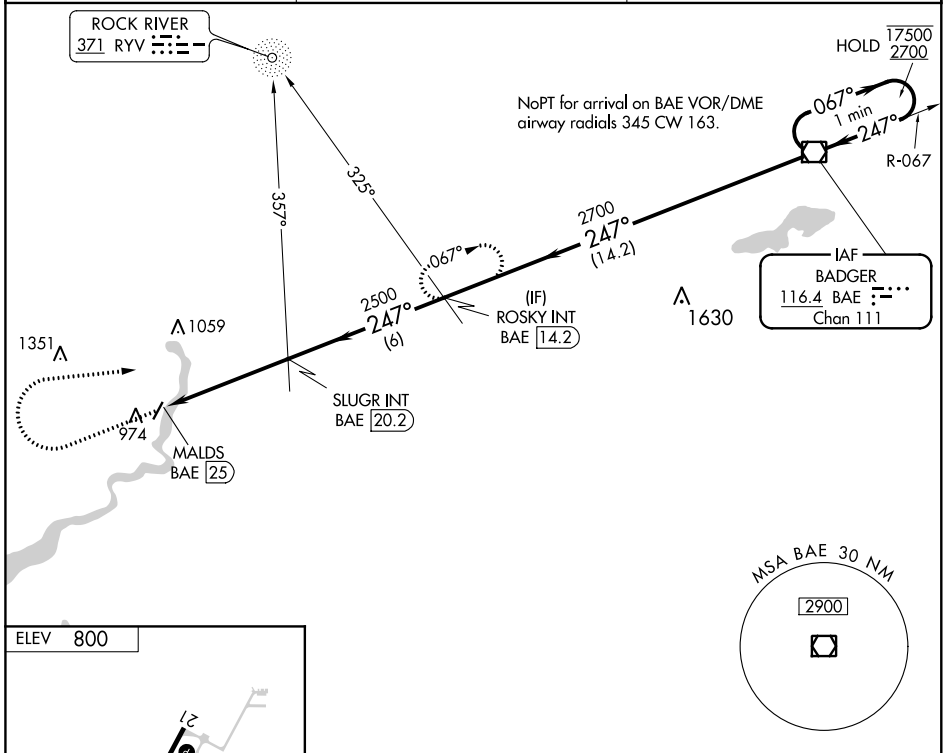 ROCK RIVER
371 RYV
HOLD 17500
2700
NoPT for arrival on BAE VOR/DME
airway radials 345 CW 163.
067°
1 min
247°
R-067
325°
357°
2700
247°
(14.2)
067°
IAF
BADGER
116.4 BAE
Chan 111
(IF)
ROSKY INT
BAE 14.2
1630
2500
247°
(6)
1059
1351
SLUGR INT
BAE 20.2
974
MALDS
BAE 25
MSA BAE 30 NM
2900
ELEV 800
21